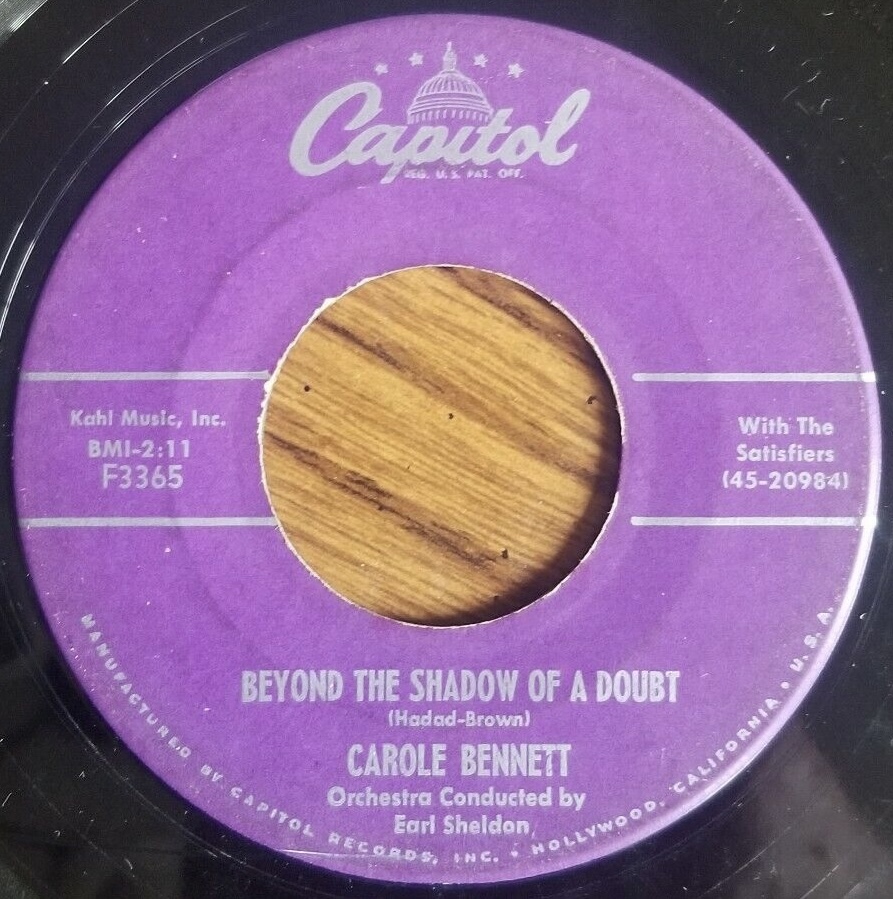 Capitol
REG. U.S. PAT. OFF.
Kahl Music, Inc.
BMI-2:11
F3365
With The
Satisfiers
(45-20984)
BEYOND THE SHADOW OF A DOUBT
(Hadad-Brown)
CAROLE BENNETT
Orchestra Conducted by
Earl Sheldon
MANUFACTURED BY CAPITOL RECORDS, INC. • HOLLYWOOD, CALIFORNIA • U.S.A.